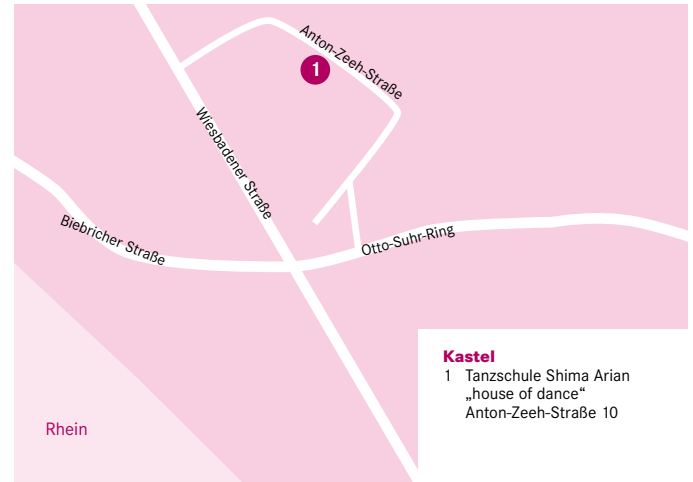 Anton-Zeeh-Straße
1
Wiesbadener Straße
Biebricher Straße
Otto-Suhr-Ring
Rhein
Kastel
1 Tanzschule Shima Arian
„house of dance“
Anton-Zeeh-Straße 10